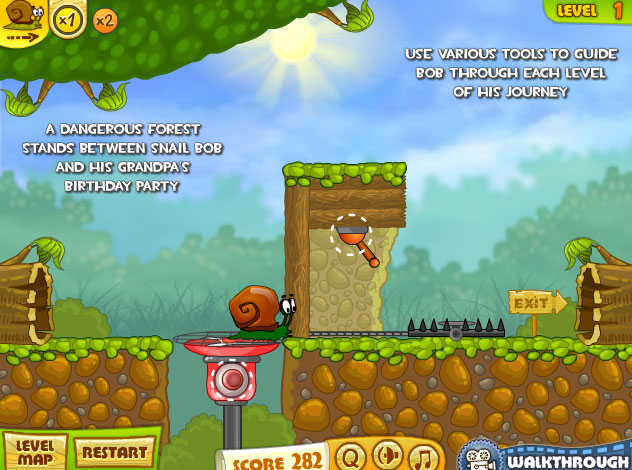 x1 x2
LEVEL 1
USE VARIOUS TOOLS TO GUIDE
BOB THROUGH EACH LEVEL
OF HIS JOURNEY
A DANGEROUS FOREST
STANDS BETWEEN SNAIL BOB
AND HIS GRANDPA'S
BIRTHDAY PARTY
EXIT
LEVEL
MAP
RESTART
SCORE 282
Q
WALKTHROUGH